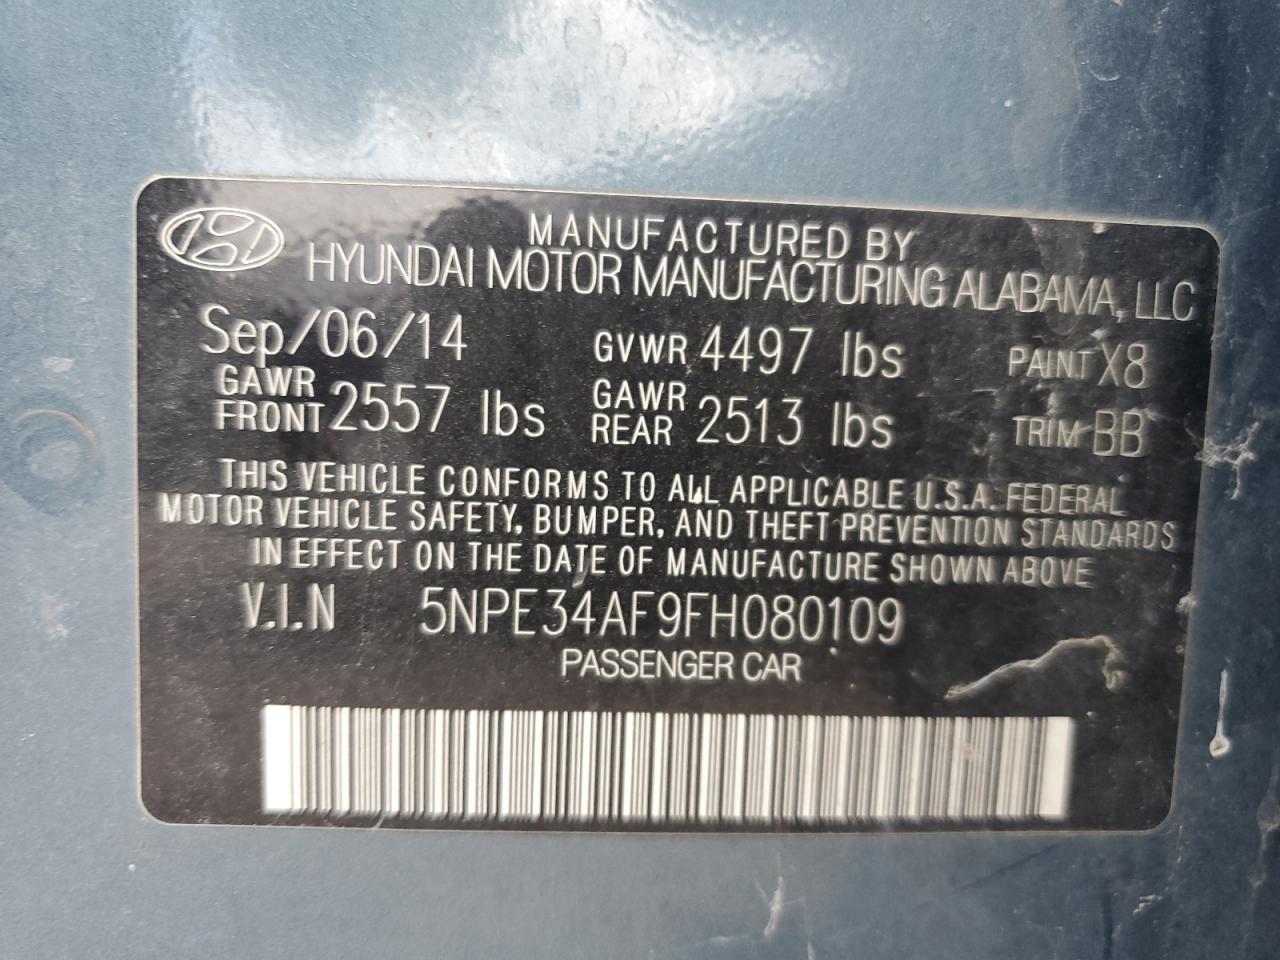 MANUFACTURED BY
HYUNDAI MOTOR MANUFACTURING ALABAMA, LLC
Sep/06/14 GVWR 4497 lbs PAINT X8
GAWR FRONT 2557 lbs GAWR REAR 2513 lbs TRIM BB
THIS VEHICLE CONFORMS TO ALL APPLICABLE U.S.A. FEDERAL
MOTOR VEHICLE SAFETY, BUMPER, AND THEFT PREVENTION STANDARDS
IN EFFECT ON THE DATE OF MANUFACTURE SHOWN ABOVE
V.I.N 5NPE34AF9FH080109
PASSENGER CAR